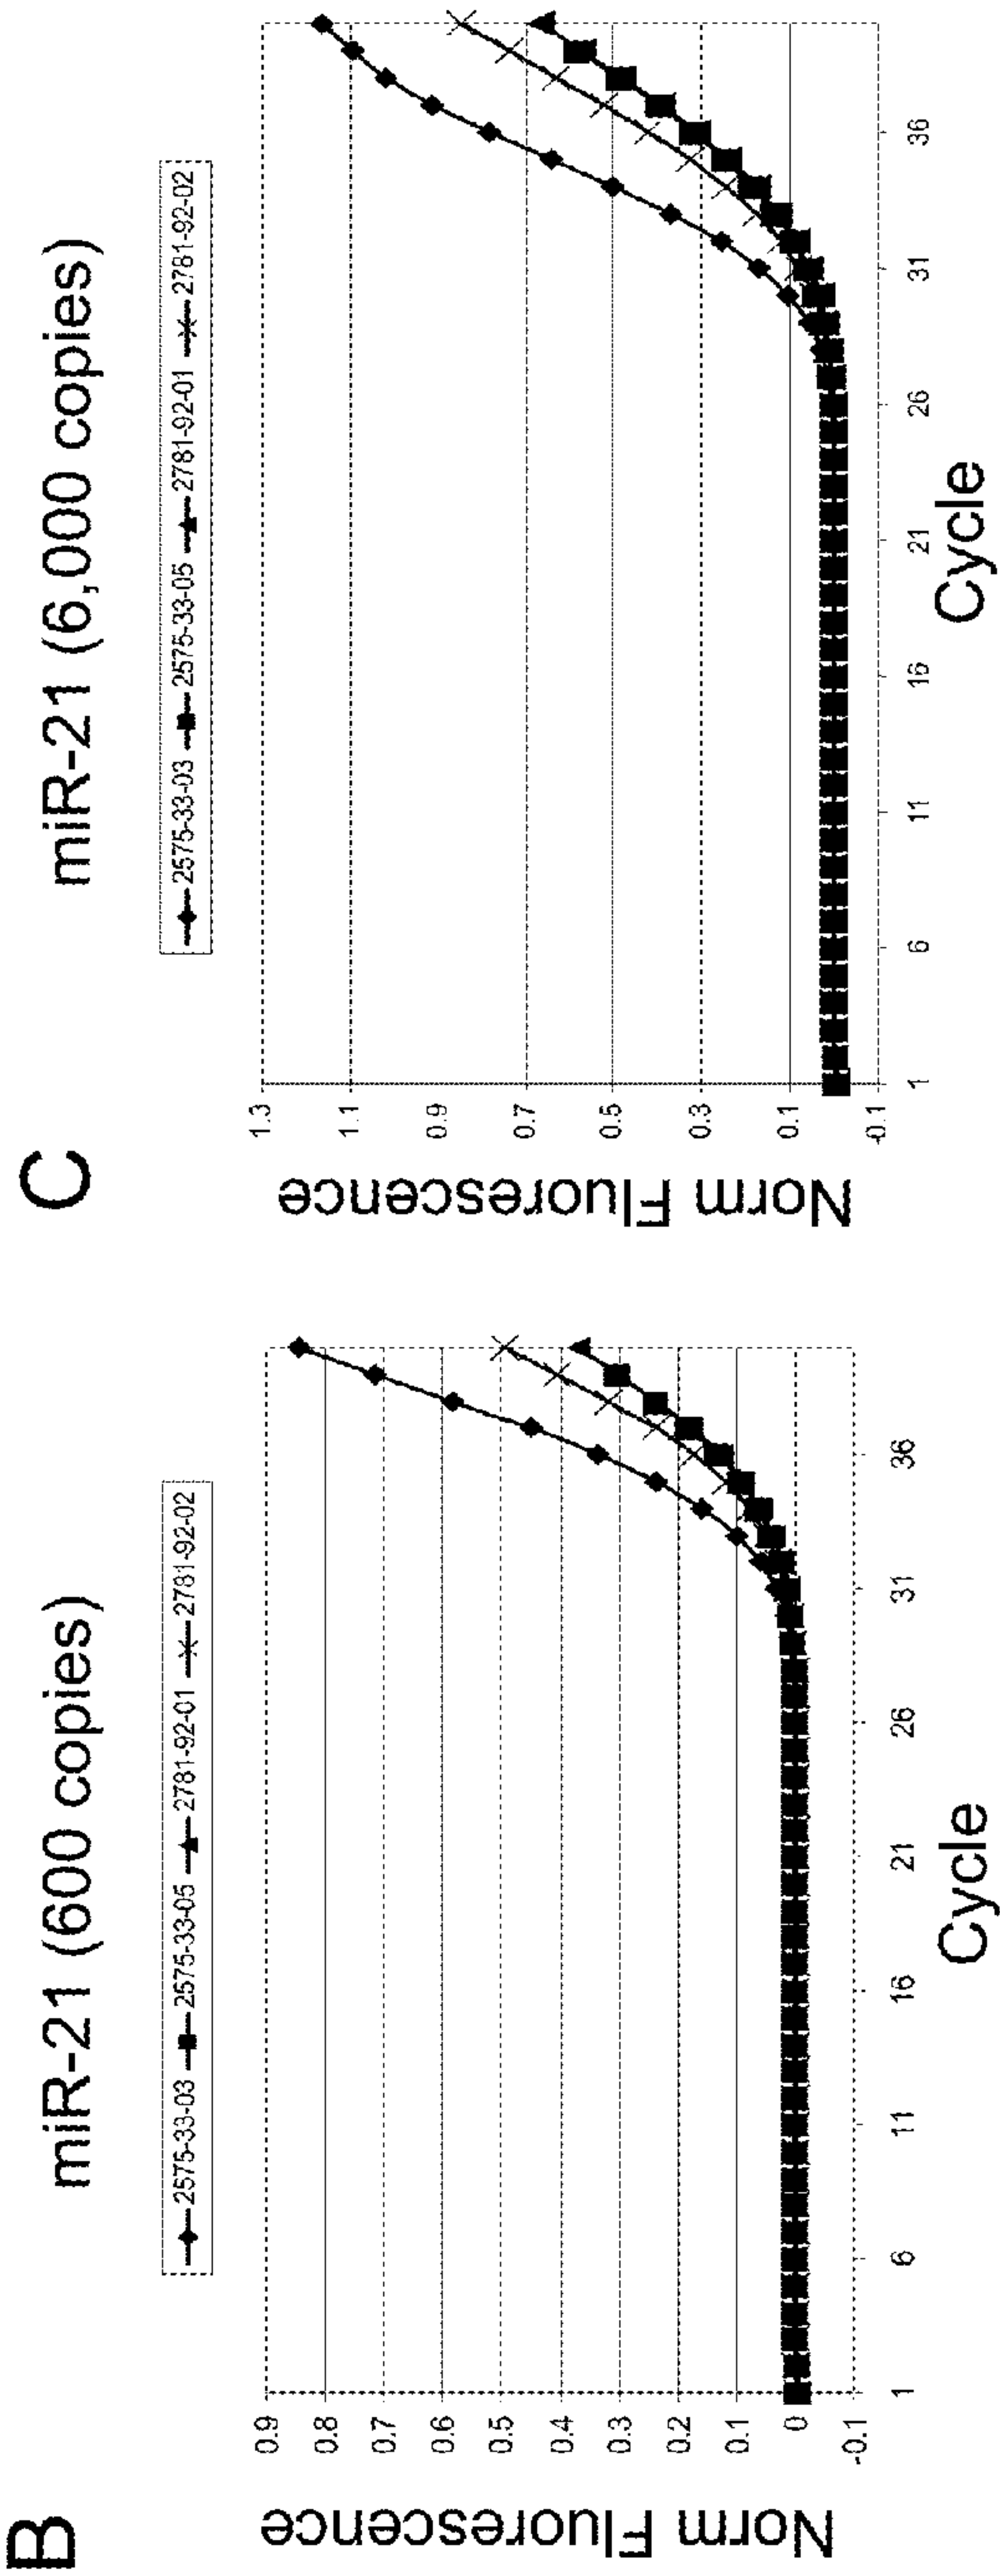 B
miR-21 (600 copies)
2575-33-03 2575-33-05 2781-92-01 2781-92-02
Norm Fluorescence
0.9
0.8
0.7
0.6
0.5
0.4
0.3
0.2
0.1
0
-0.1
1 6 11 16 21 26 31 36
Cycle
C
miR-21 (6,000 copies)
2575-33-03 2575-33-05 2781-92-01 2781-92-02
Norm Fluorescence
1.3
1.1
0.9
0.7
0.5
0.3
0.1
-0.1
1 6 11 16 21 26 31 36
Cycle